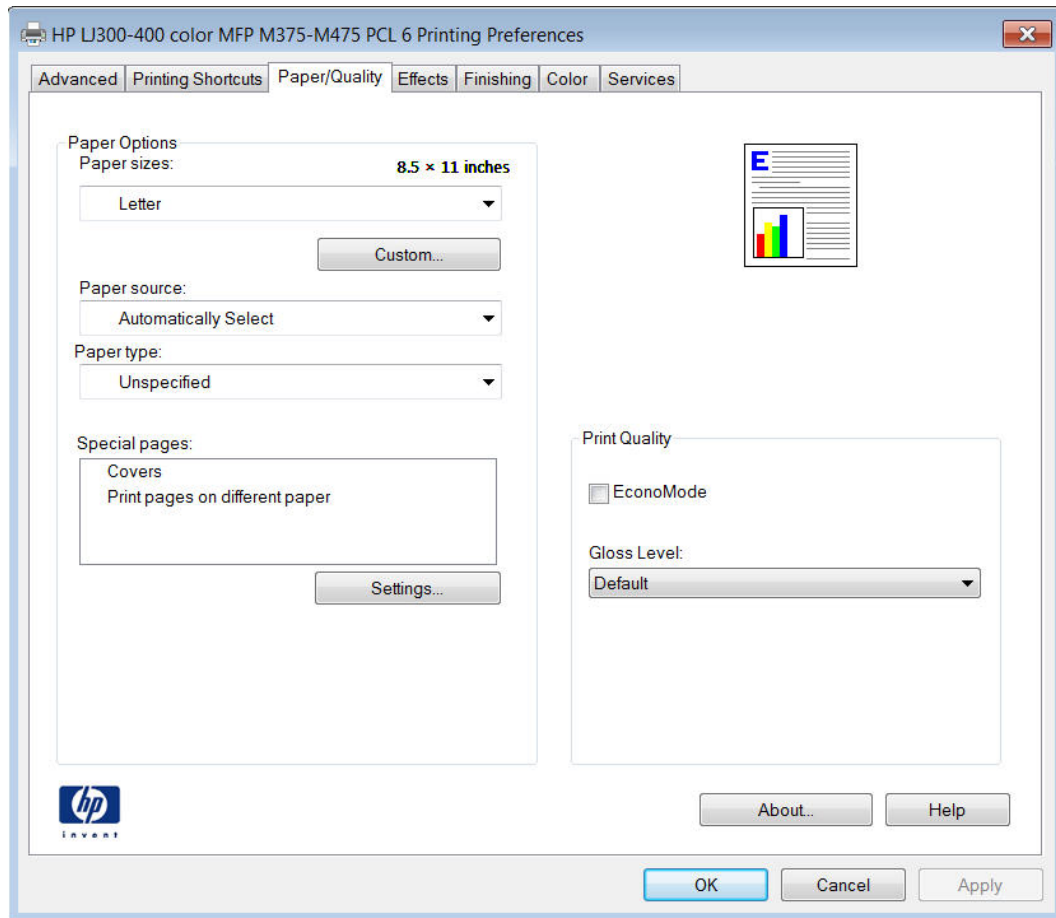 HP LJ300-400 color MFP M375-M475 PCL 6 Printing Preferences
Advanced Printing Shortcuts Paper/Quality Effects Finishing Color Services
Paper Options
Paper sizes: 8.5 × 11 inches
Letter
Custom...
Paper source:
Automatically Select
Paper type:
Unspecified
Special pages:
Covers
Print pages on different paper
Settings...
E
Print Quality
EconoMode
Gloss Level:
Default
hp
invent
About... Help
OK Cancel Apply